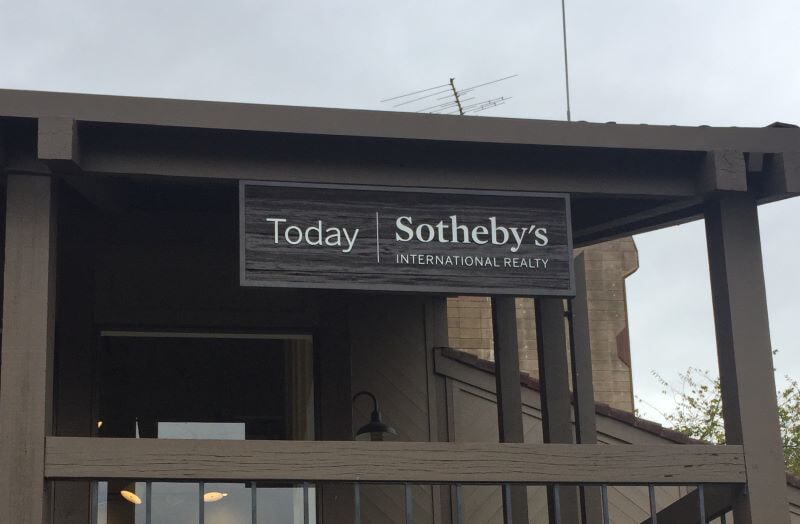 Today | Sotheby's
INTERNATIONAL REALTY